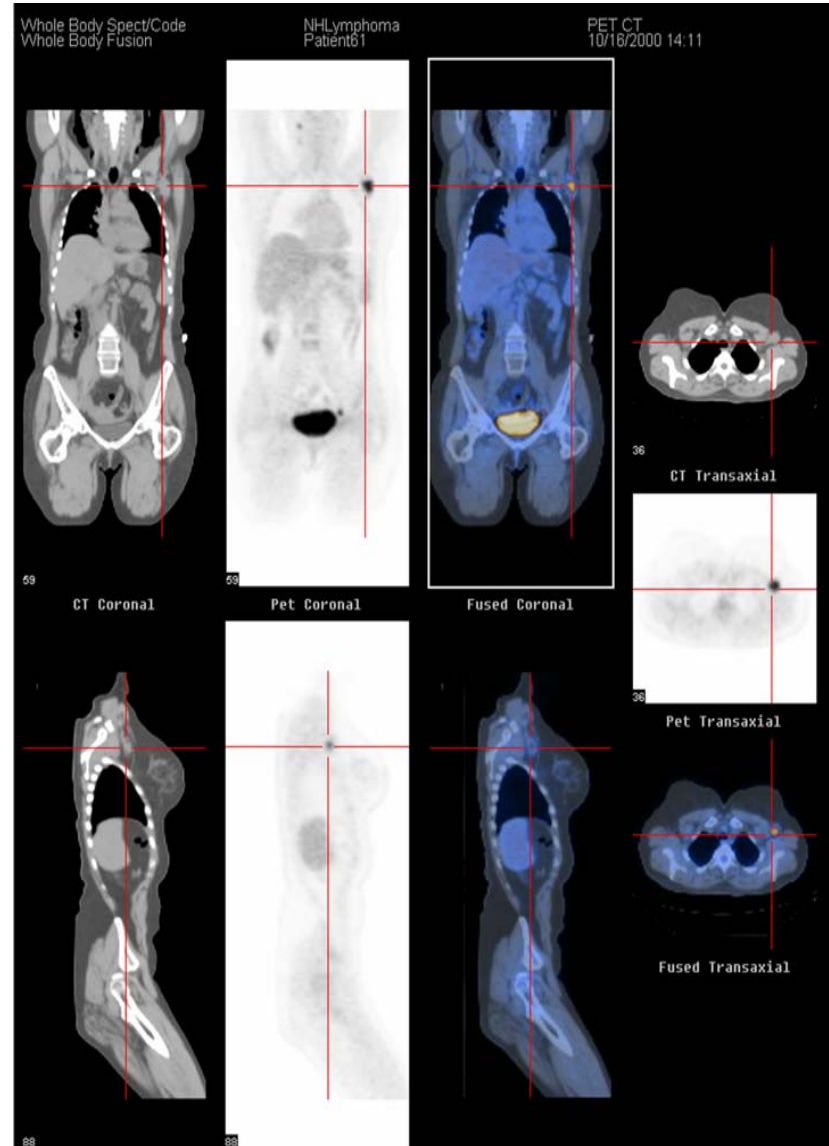 Whole Body Spect/Code
Whole Body Fusion
NHLymphoma
Patient61
PET CT
10/16/2000 14:11
59
CT Coronal
59
Pet Coronal
Fused Coronal
36
CT Transaxial
36
Pet Transaxial
Fused Transaxial
88
88